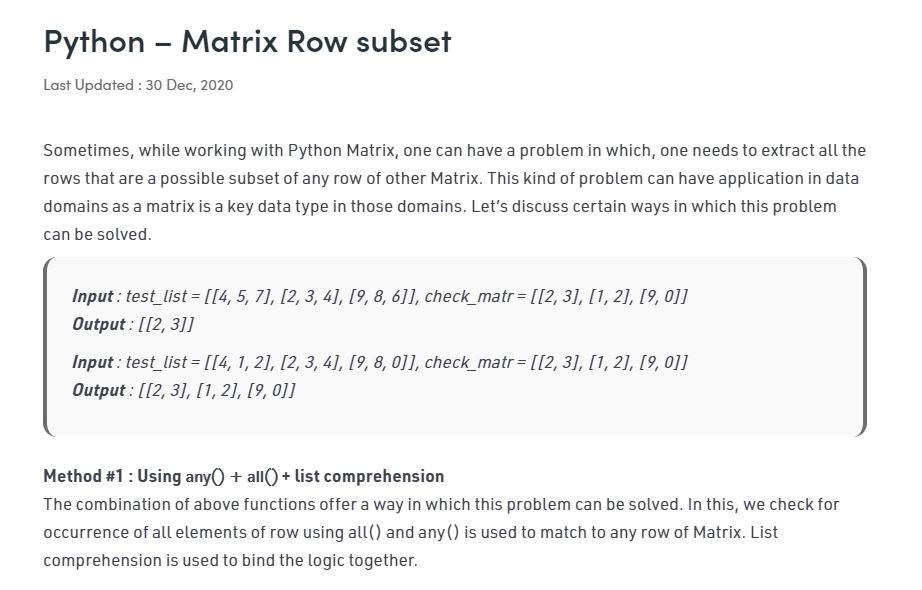 Python – Matrix Row subset
Last Updated : 30 Dec, 2020
Sometimes, while working with Python Matrix, one can have a problem in which, one needs to extract all the
rows that are a possible subset of any row of other Matrix. This kind of problem can have application in data
domains as a matrix is a key data type in those domains. Let's discuss certain ways in which this problem
can be solved.
Input : test_list = [[4, 5, 7], [2, 3, 4], [9, 8, 6]], check_matr = [[2, 3], [1, 2], [9, 0]]
Output : [[2, 3]]
Input : test_list = [[4, 1, 2], [2, 3, 4], [9, 8, 0]], check_matr = [[2, 3], [1, 2], [9, 0]]
Output : [[2, 3], [1, 2], [9, 0]]
Method #1 : Using any() + all() + list comprehension
The combination of above functions offer a way in which this problem can be solved. In this, we check for
occurrence of all elements of row using all() and any() is used to match to any row of Matrix. List
comprehension is used to bind the logic together.